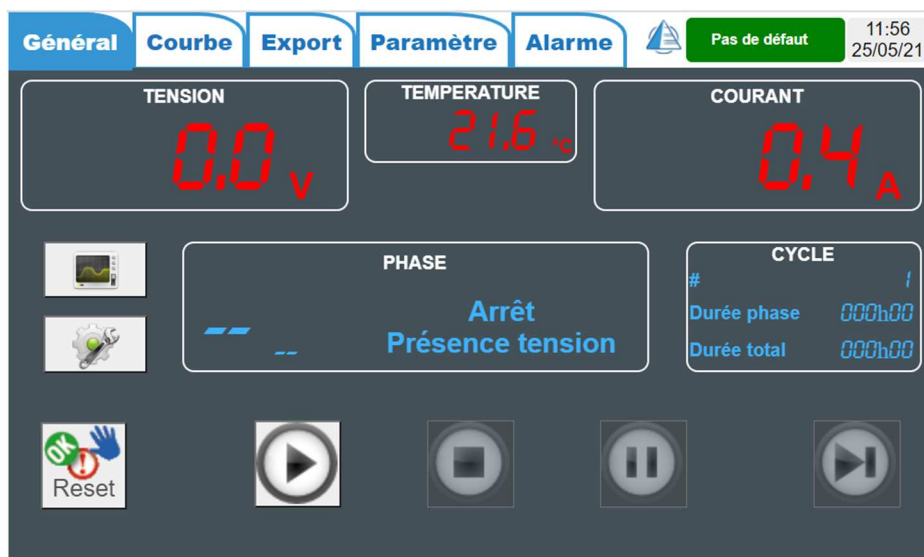 Général Courbe Export Paramètre Alarme Pas de défaut 11:56
25/05/21
TENSION TEMPERATURE COURANT
0.0 V 21.6 °C 0.4 A
PHASE
-- --
Arrêt
Présence tension
CYCLE
# 1
Durée phase 000h00
Durée total 000h00
OK
Reset